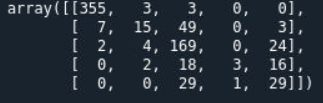 array([[355,   3,   3,   0,   0],
       [  7,  15,  49,   0,   3],
       [  2,   4, 169,   0,  24],
       [  0,   2,  18,   3,  16],
       [  0,   0,  29,   1,  29]])